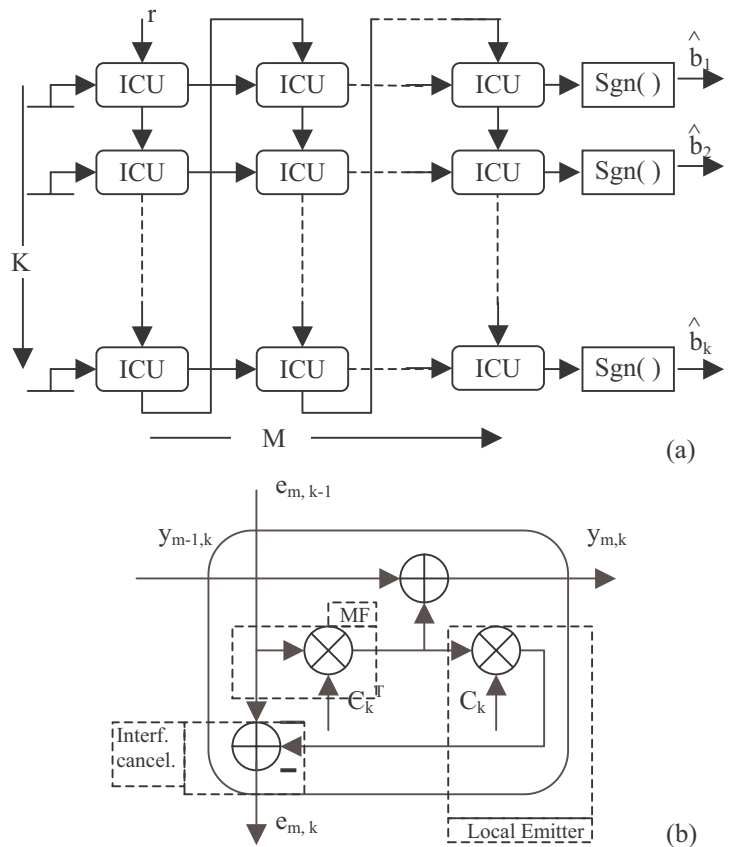 r
b̂₁
ICU ICU ICU Sgn( )
b̂₂
ICU ICU ICU Sgn( )
K
b̂ₖ
ICU ICU ICU Sgn( )
M
(a)
eₘ, ₖ₋₁
yₘ₋₁,ₖ yₘ,ₖ
MF
Cₖᵀ Cₖ
Interf.
cancel.
eₘ, ₖ
Local Emitter
(b)